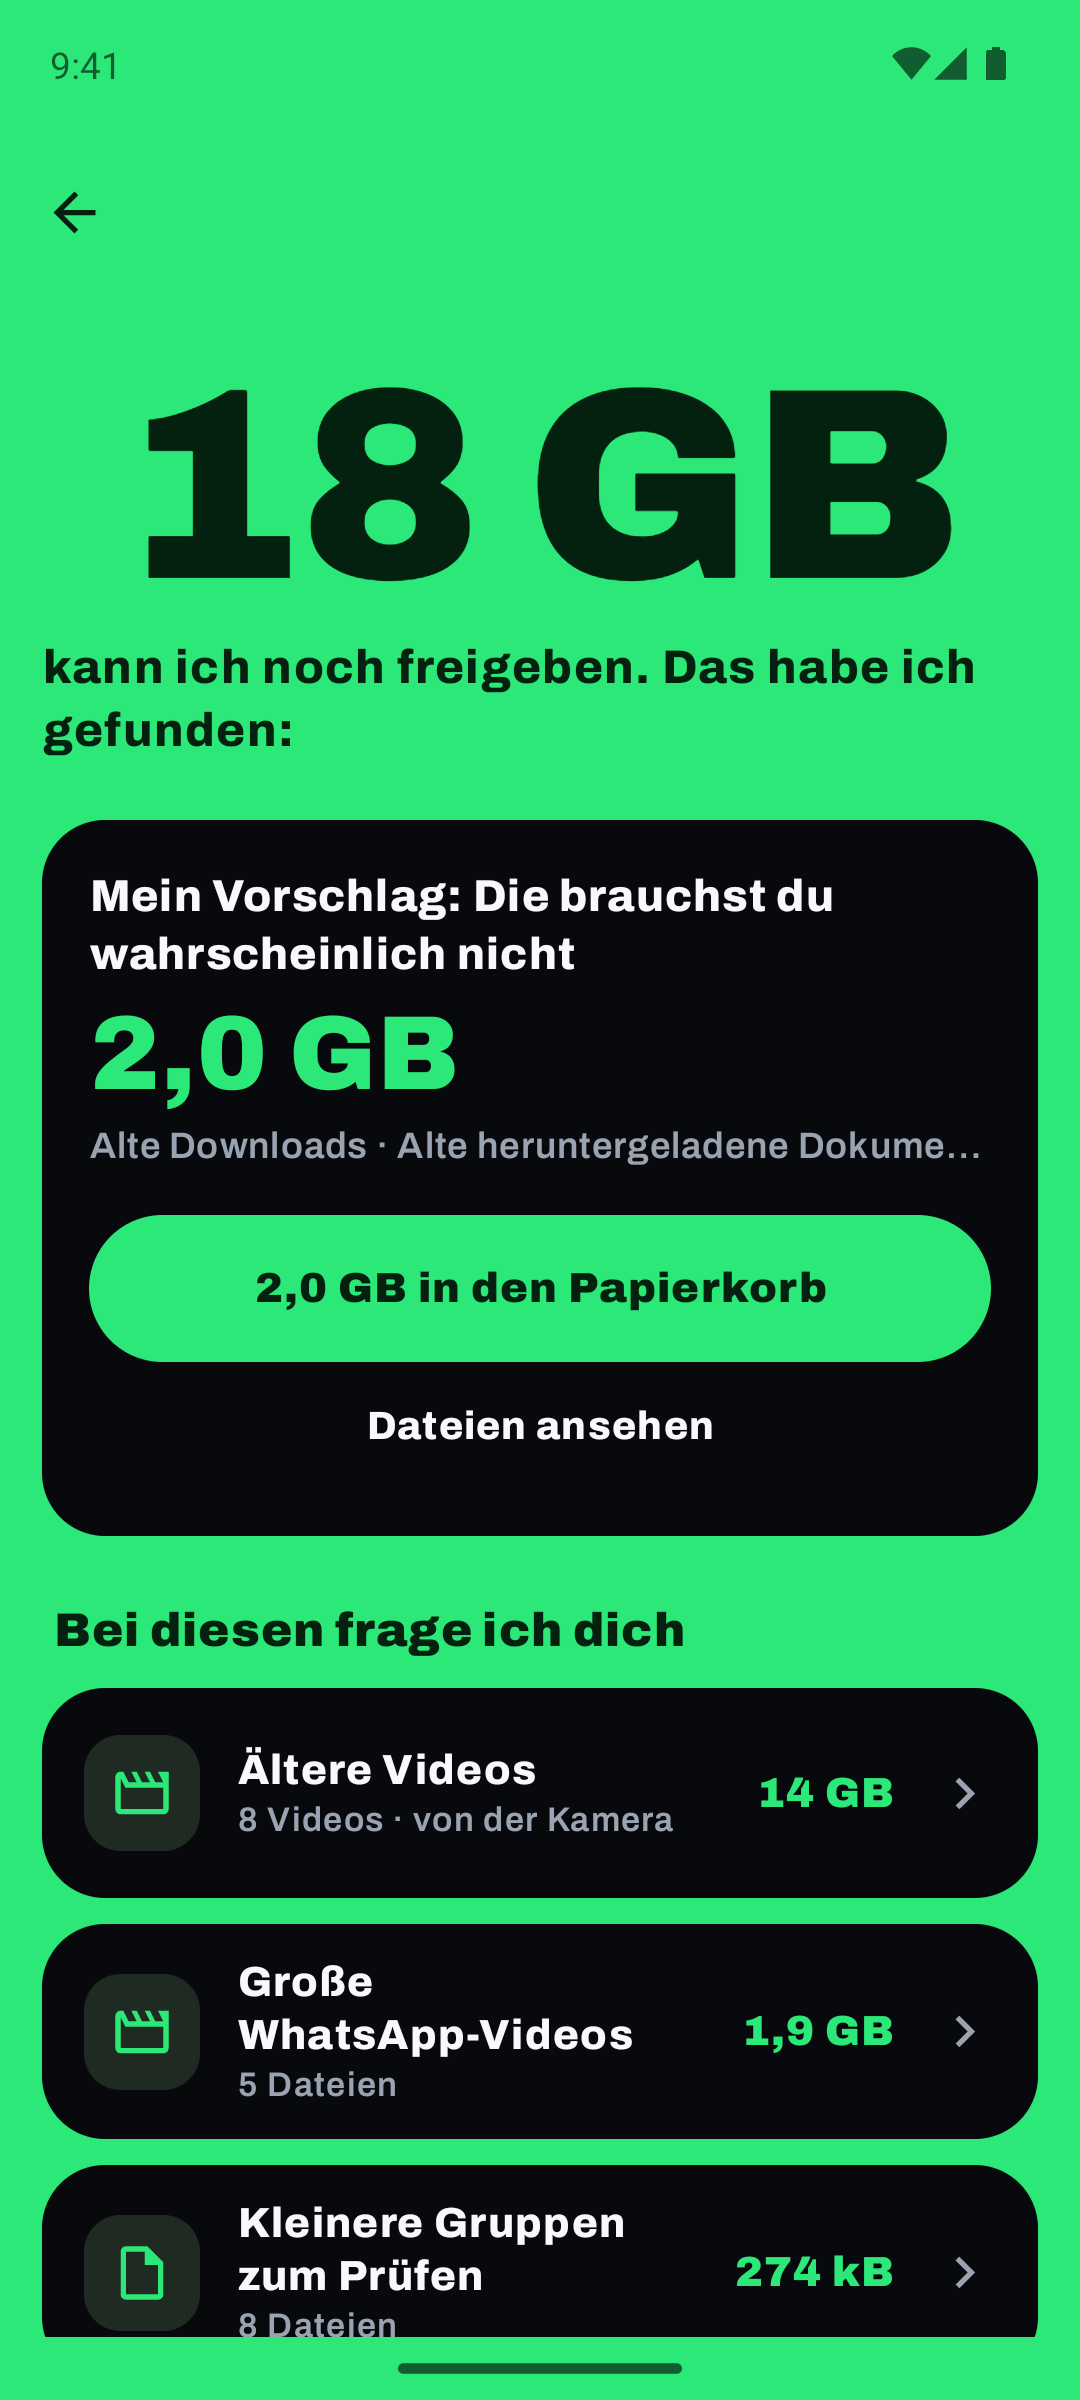 9:41
18 GB
kann ich noch freigeben. Das habe ich
gefunden:
Mein Vorschlag: Die brauchst du
wahrscheinlich nicht
2,0 GB
Alte Downloads · Alte heruntergeladene Dokume…
2,0 GB in den Papierkorb
Dateien ansehen
Bei diesen frage ich dich
Ältere Videos
8 Videos · von der Kamera
14 GB
Große
WhatsApp-Videos
5 Dateien
1,9 GB
Kleinere Gruppen
zum Prüfen
8 Dateien
274 kB